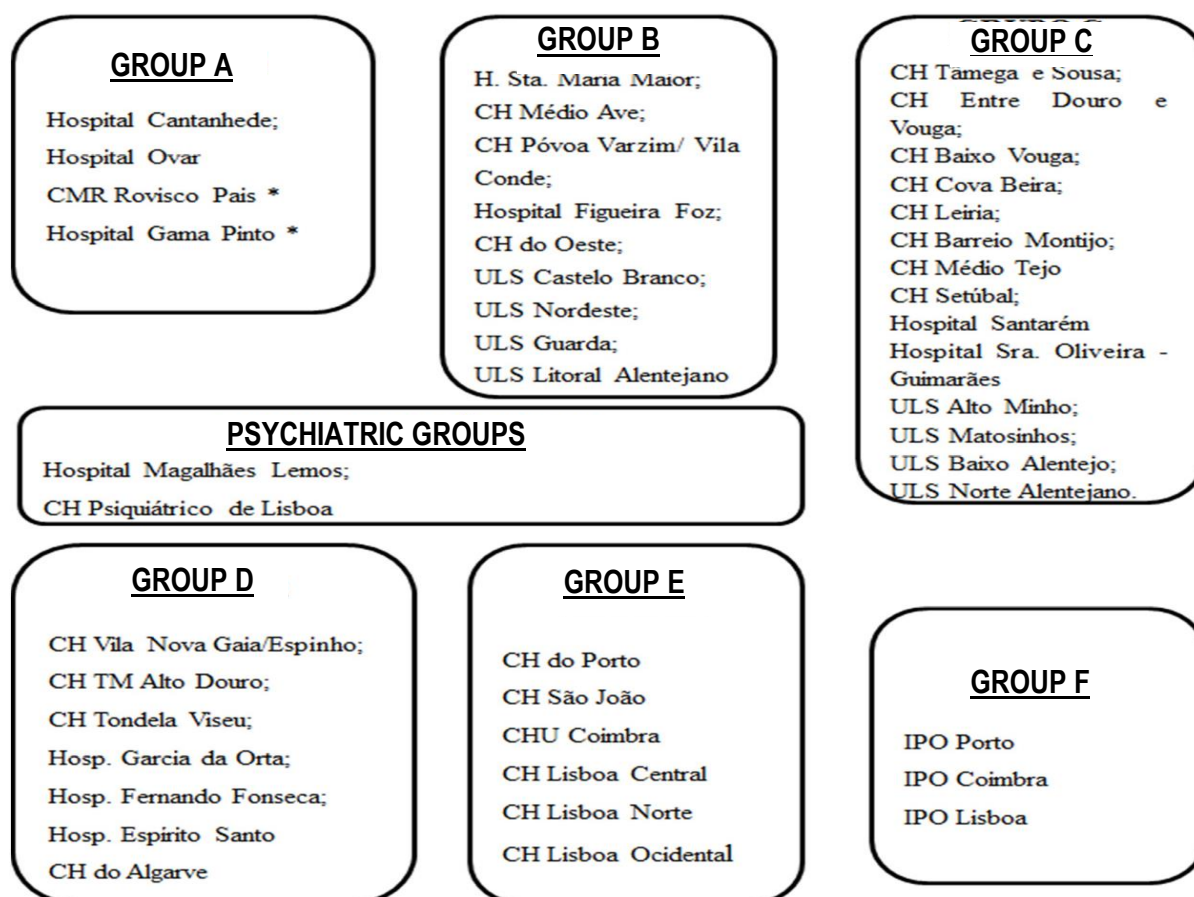 GROUP A
Hospital Cantanhede;
Hospital Ovar
CMR Rovisco Pais *
Hospital Gama Pinto *
GROUP B
H. Sta. Maria Maior;
CH Médio Ave;
CH Póvoa Varzim/ Vila
Conde;
Hospital Figueira Foz;
CH do Oeste;
ULS Castelo Branco;
ULS Nordeste;
ULS Guarda;
ULS Litoral Alentejano
GROUP C
CH Tâmega e Sousa;
CH Entre Douro e
Vouga;
CH Baixo Vouga;
CH Cova Beira;
CH Leiria;
CH Barreio Montijo;
CH Médio Tejo
CH Setúbal;
Hospital Santarém
Hospital Sra. Oliveira -
Guimarães
ULS Alto Minho;
ULS Matosinhos;
ULS Baixo Alentejo;
ULS Norte Alentejano.
PSYCHIATRIC GROUPS
Hospital Magalhães Lemos;
CH Psiquiátrico de Lisboa
GROUP D
CH Vila Nova Gaia/Espinho;
CH TM Alto Douro;
CH Tondela Viseu;
Hosp. Garcia da Orta;
Hosp. Fernando Fonseca;
Hosp. Espirito Santo
CH do Algarve
GROUP E
CH do Porto
CH São João
CHU Coimbra
CH Lisboa Central
CH Lisboa Norte
CH Lisboa Ocidental
GROUP F
IPO Porto
IPO Coimbra
IPO Lisboa